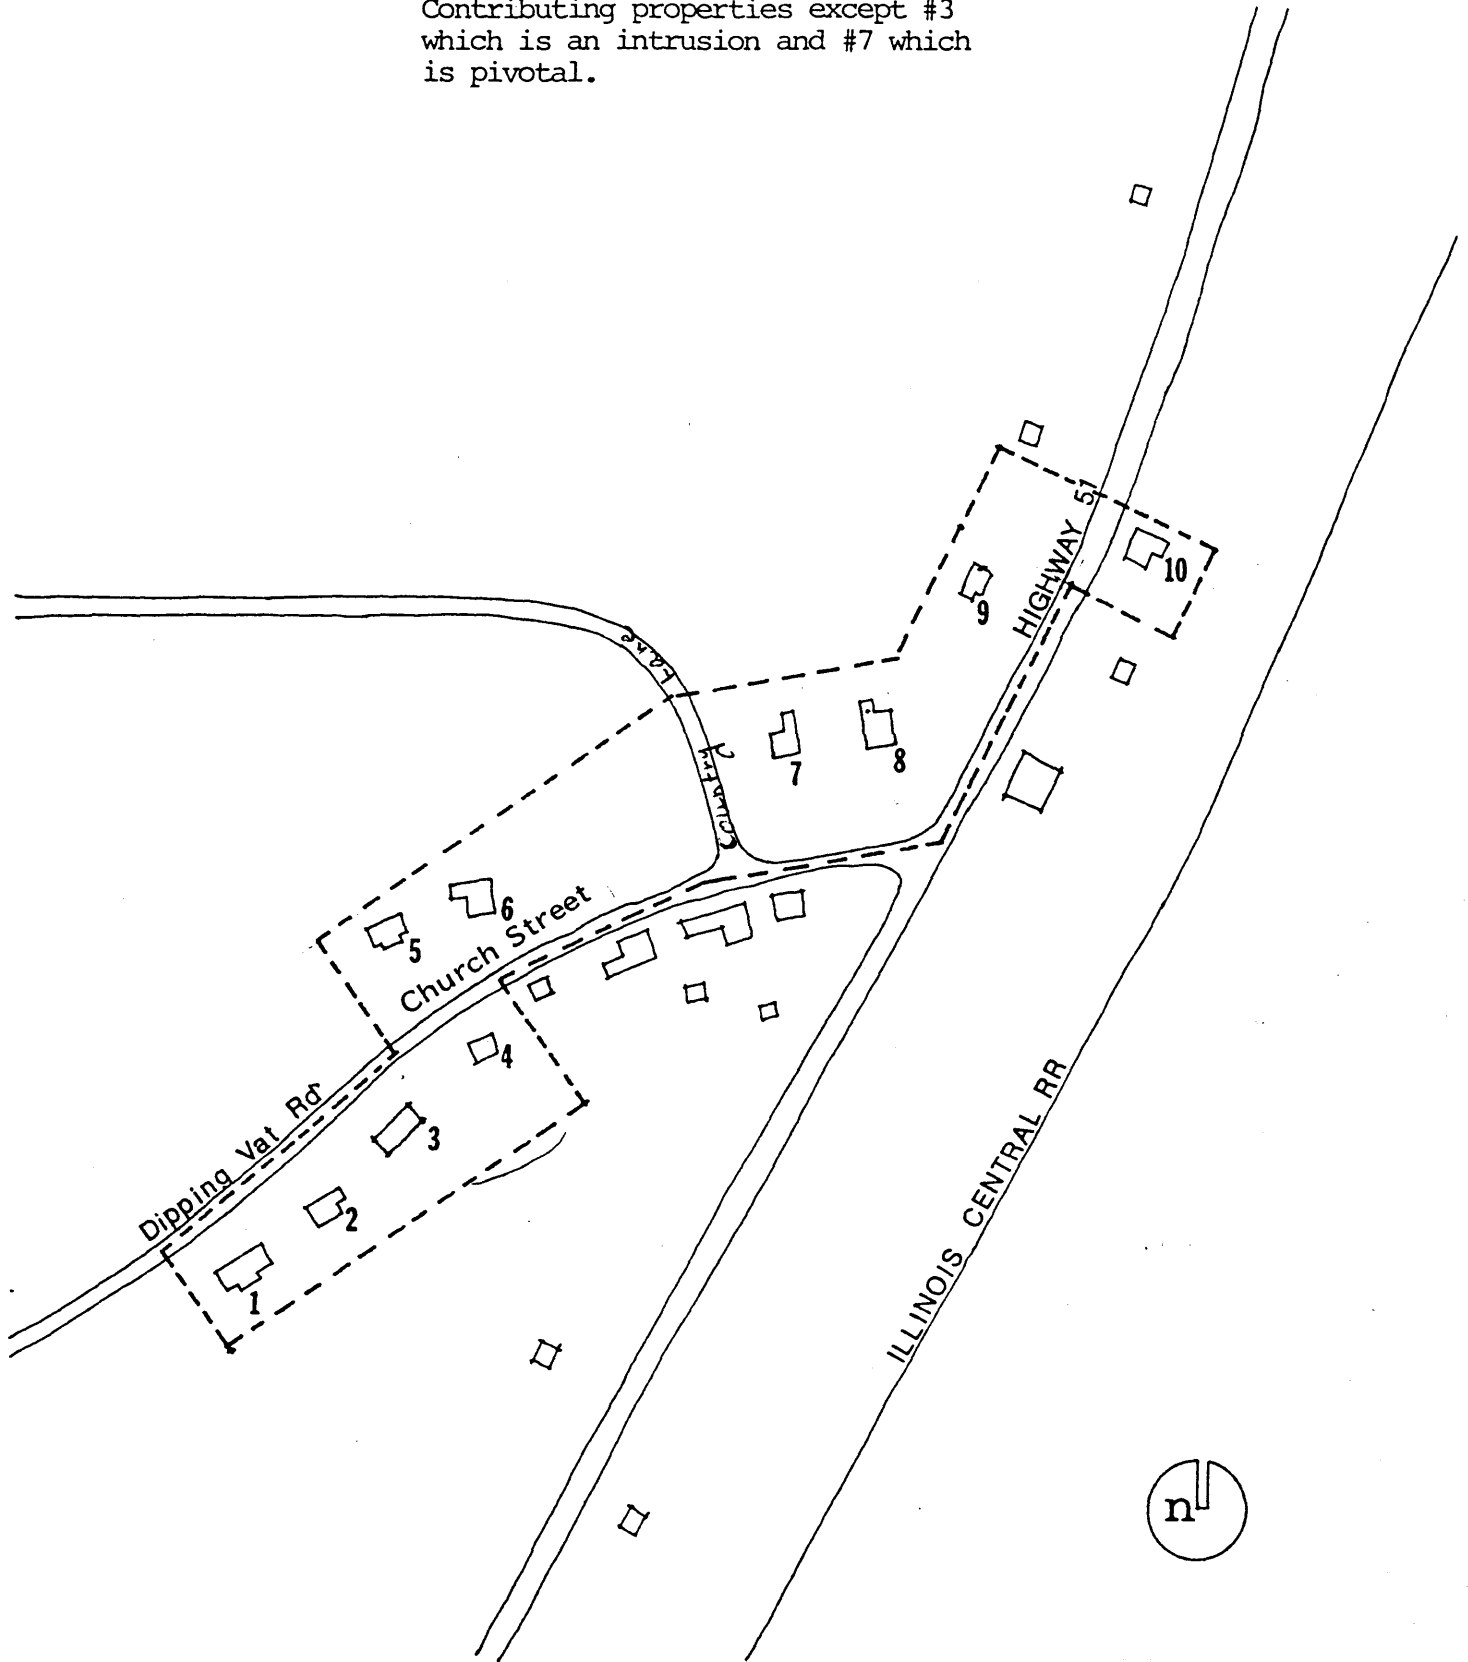 Contributing properties except #3
which is an intrusion and #7 which
is pivotal.
HIGHWAY 51
10
9
Country Lane
7
8
6
5
Church Street
4
3
Dipping Vat Rd
2
1
ILLINOIS CENTRAL RR
n